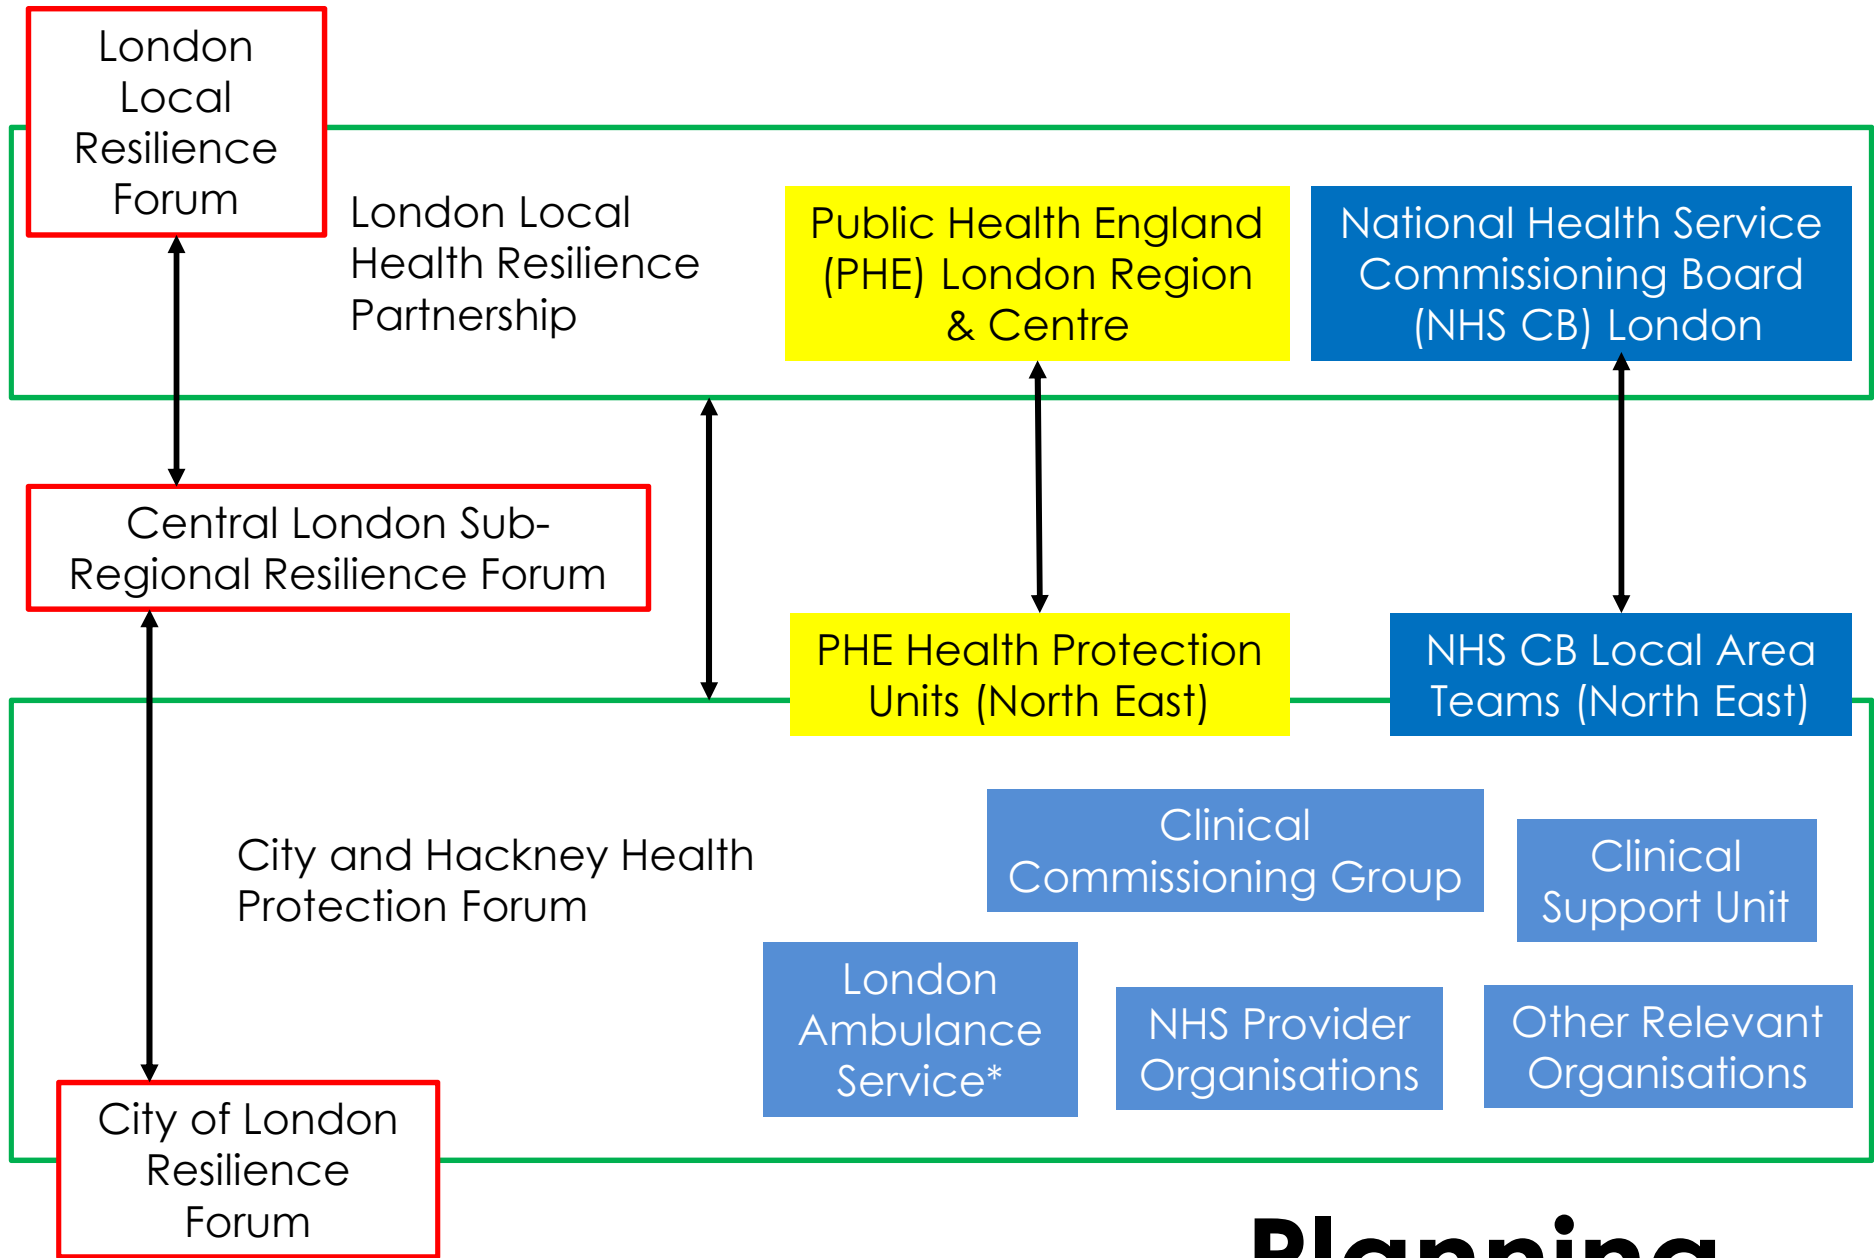 London
Local
Resilience
Forum
London Local
Health Resilience
Partnership
Public Health England
(PHE) London Region
& Centre
National Health Service
Commissioning Board
(NHS CB) London
Central London Sub-
Regional Resilience Forum
PHE Health Protection
Units (North East)
NHS CB Local Area
Teams (North East)
City and Hackney Health
Protection Forum
Clinical
Commissioning Group
Clinical
Support Unit
London
Ambulance
Service*
NHS Provider
Organisations
Other Relevant
Organisations
City of London
Resilience
Forum
Planning